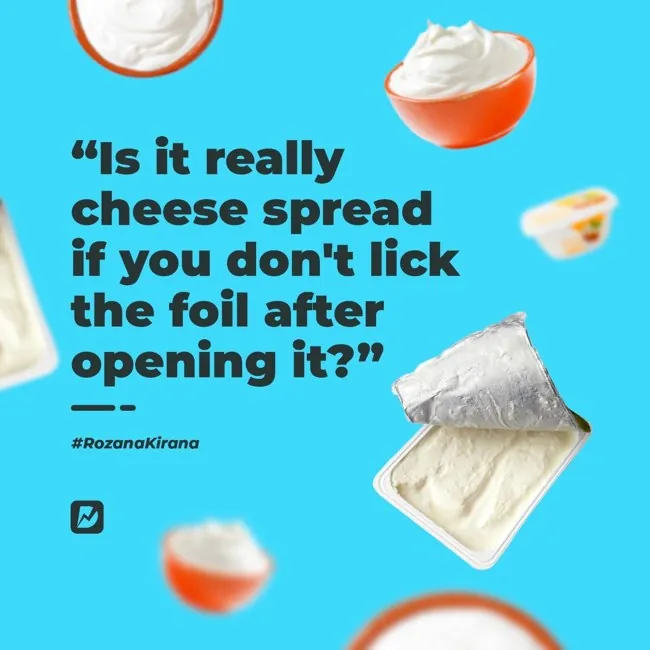 “Is it really
cheese spread
if you don't lick
the foil after
opening it?”
#RozanaKirana